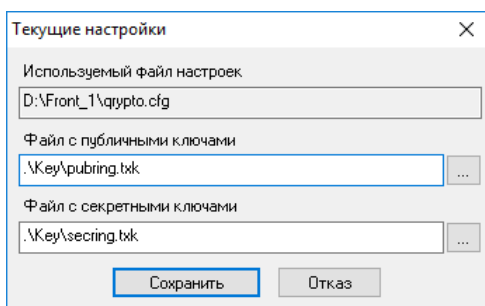 Текущие настройки
Используемый файл настроек
D:\Front_1\qrypto.cfg
Файл с публичными ключами
.\Key\pubring.txk
...
Файл с секретными ключами
.\Key\secring.txk
...
Сохранить Отказ